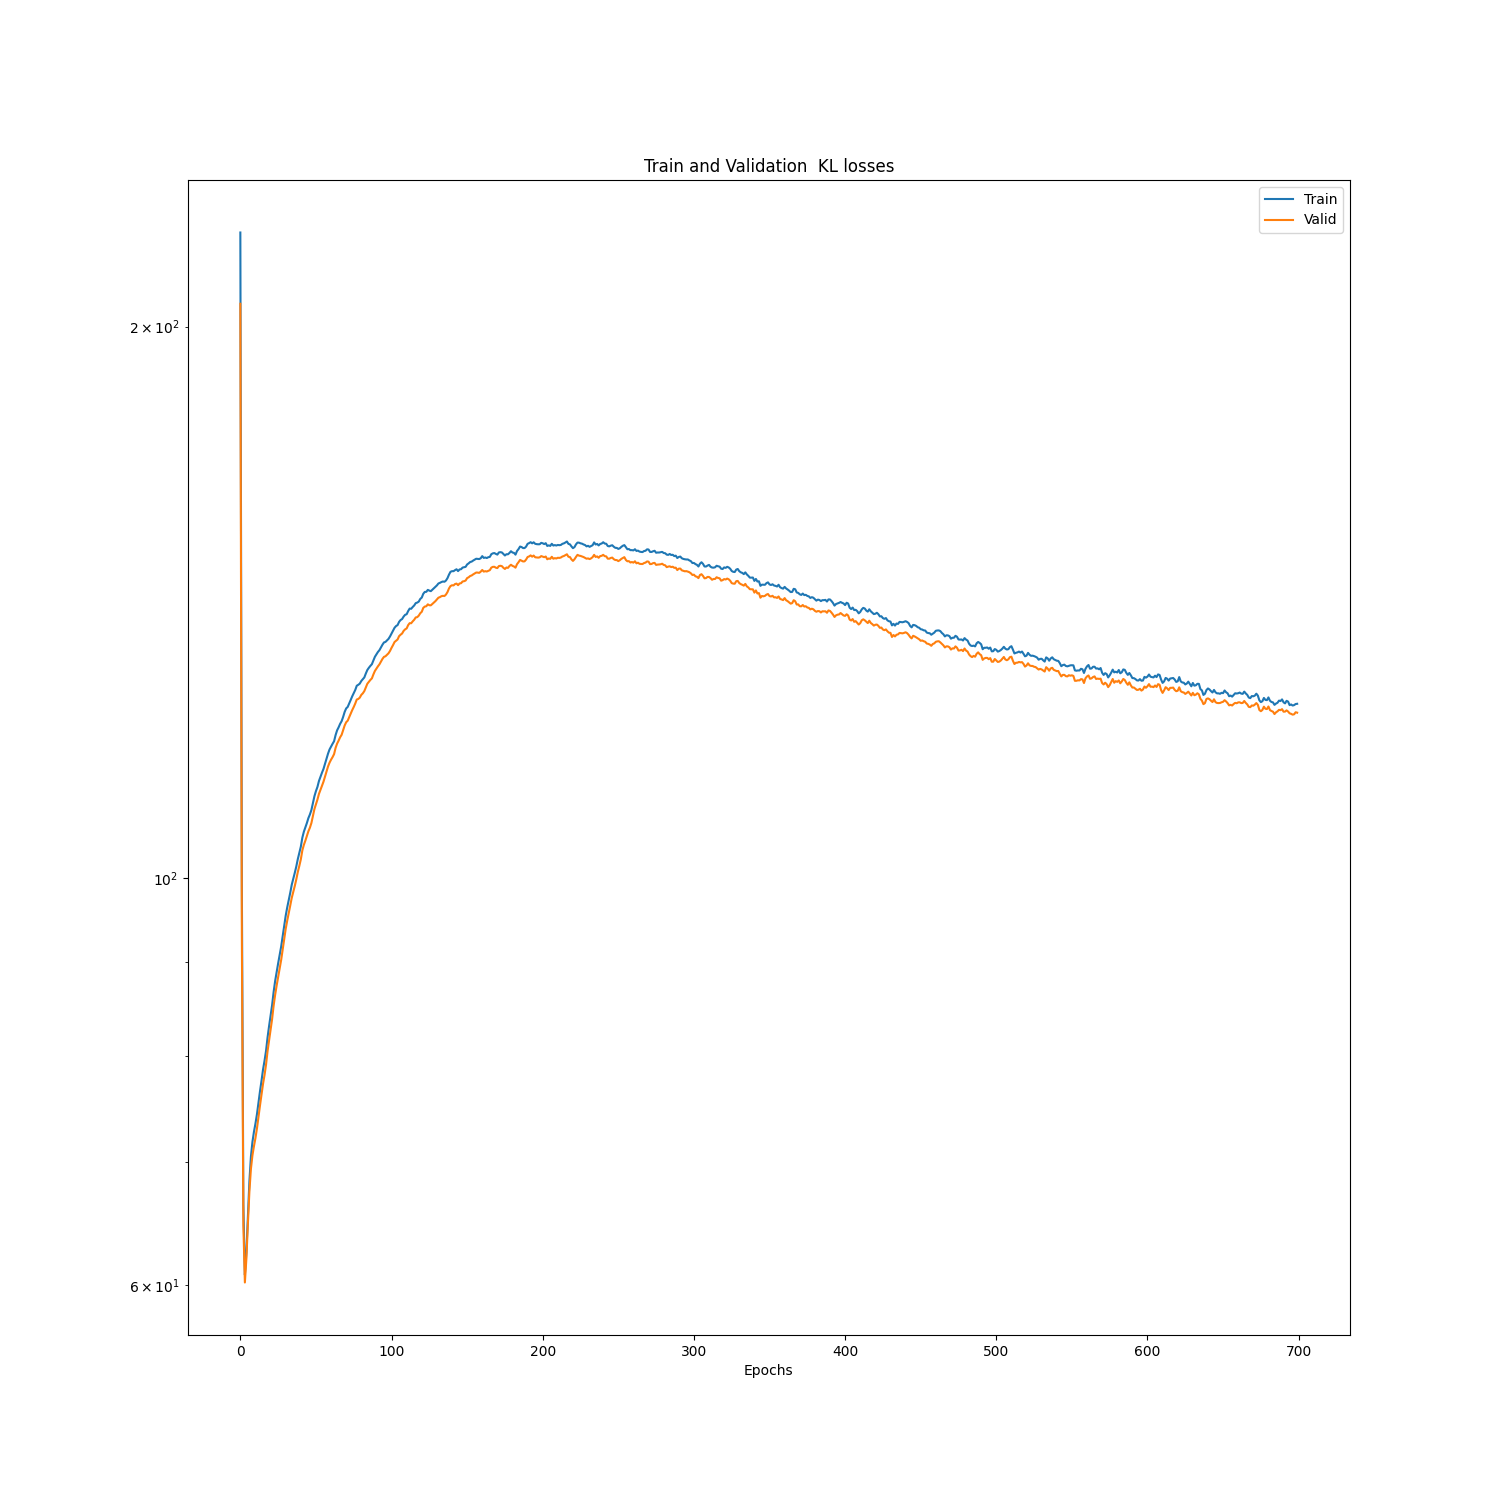 Train and Validation  KL losses
Train
Valid
2 × 10²
10²
6 × 10¹
0 100 200 300 400 500 600 700
Epochs